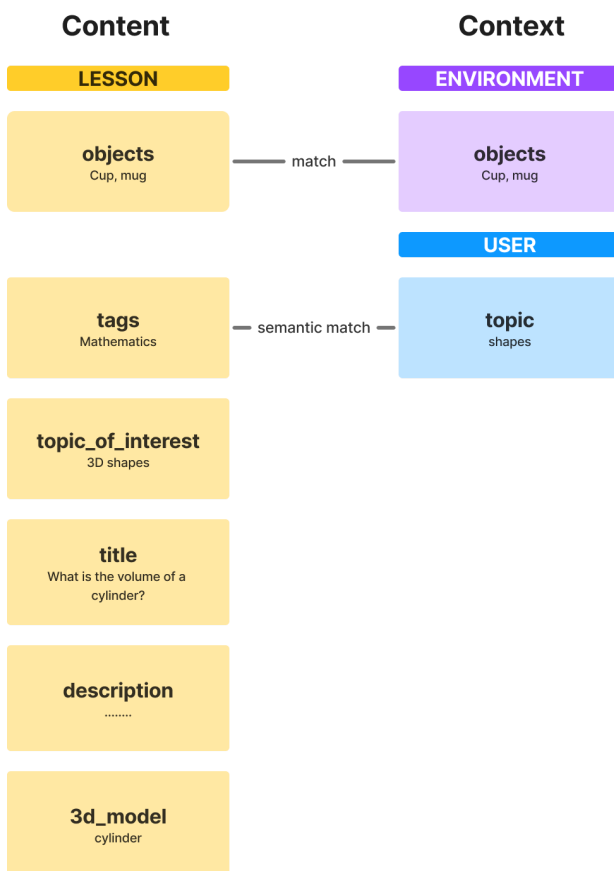 Content
Context
LESSON
ENVIRONMENT
objects
Cup, mug
match
objects
Cup, mug
USER
tags
Mathematics
semantic match
topic
shapes
topic_of_interest
3D shapes
title
What is the volume of a
cylinder?
description
........
3d_model
cylinder